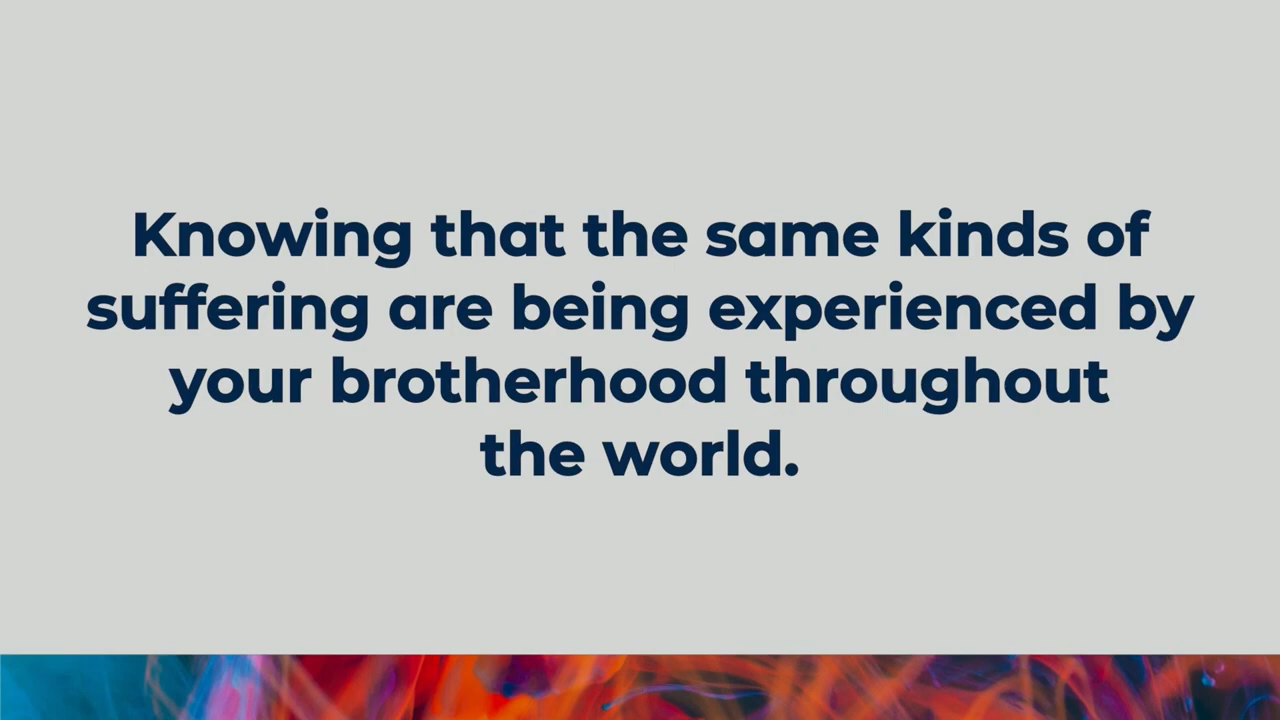 Knowing that the same kinds of
suffering are being experienced by
your brotherhood throughout
the world.